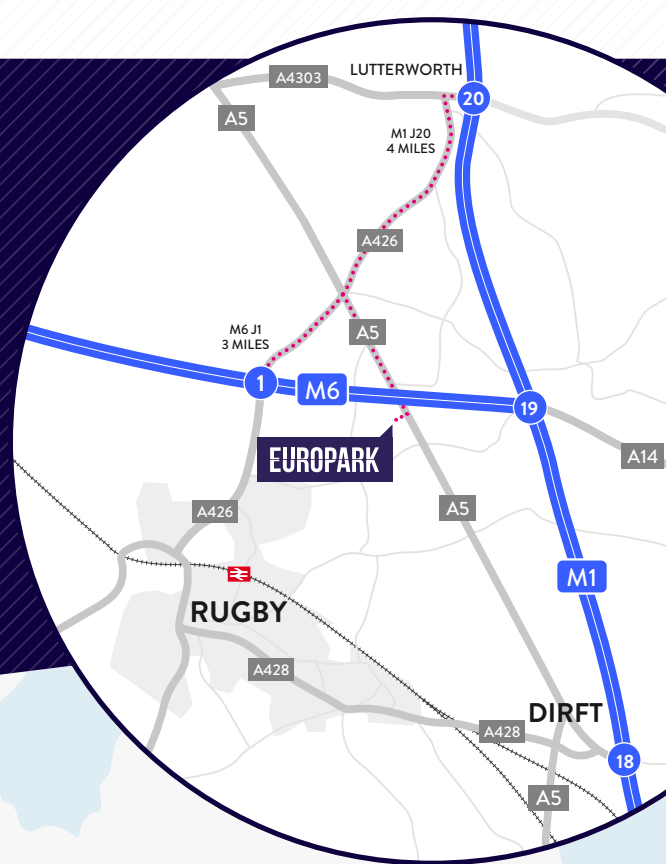 LUTTERWORTH
A4303
20
A5
M1 J20
4 MILES
A426
M6 J1
3 MILES
A5
1
M6
19
EUROPARK
A14
A5
A426
M1
RUGBY
A428
DIRFT
A428
18
A5